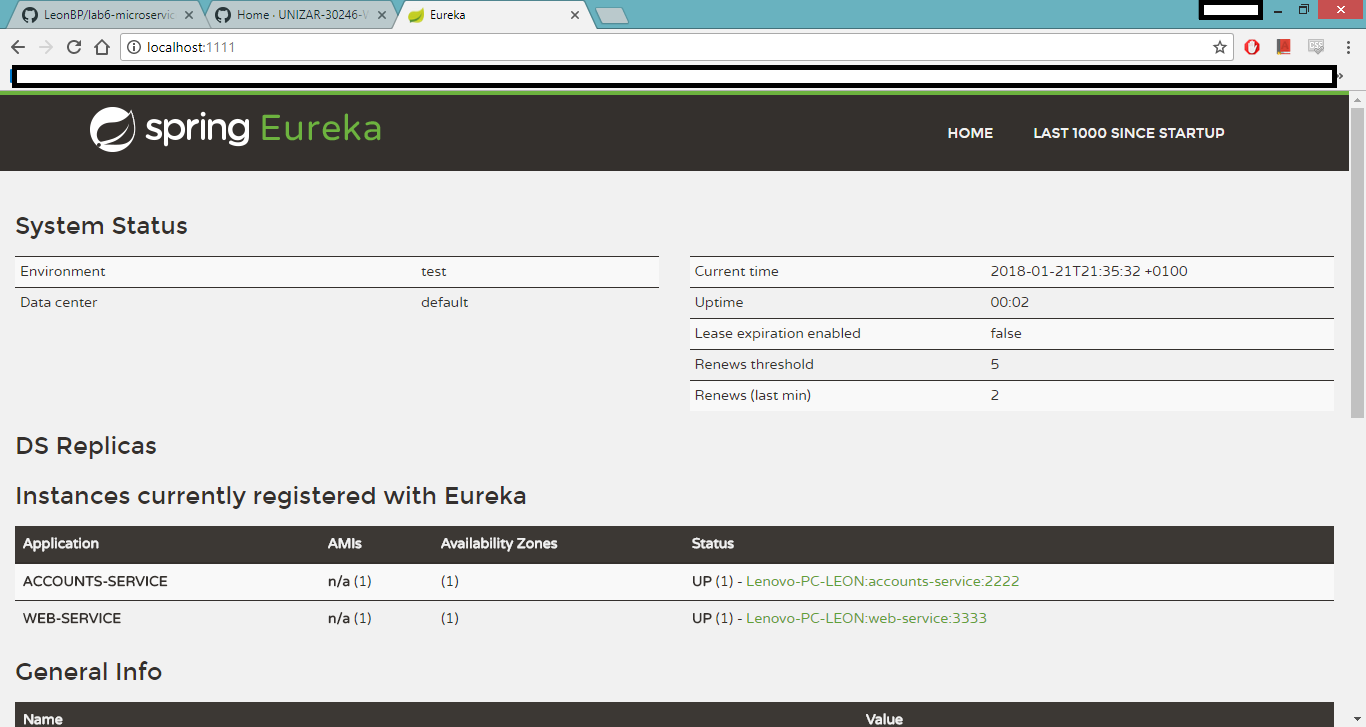 LeonBP/lab6-microservic
Home · UNIZAR-30246-W
Eureka
localhost:1111
spring Eureka
HOME
LAST 1000 SINCE STARTUP
System Status
Environment test
Data center default
Current time 2018-01-21T21:35:32 +0100
Uptime 00:02
Lease expiration enabled false
Renews threshold 5
Renews (last min) 2
DS Replicas
Instances currently registered with Eureka
Application AMIs Availability Zones Status
ACCOUNTS-SERVICE n/a (1) (1) UP (1) - Lenovo-PC-LEON:accounts-service:2222
WEB-SERVICE n/a (1) (1) UP (1) - Lenovo-PC-LEON:web-service:3333
General Info
Name Value